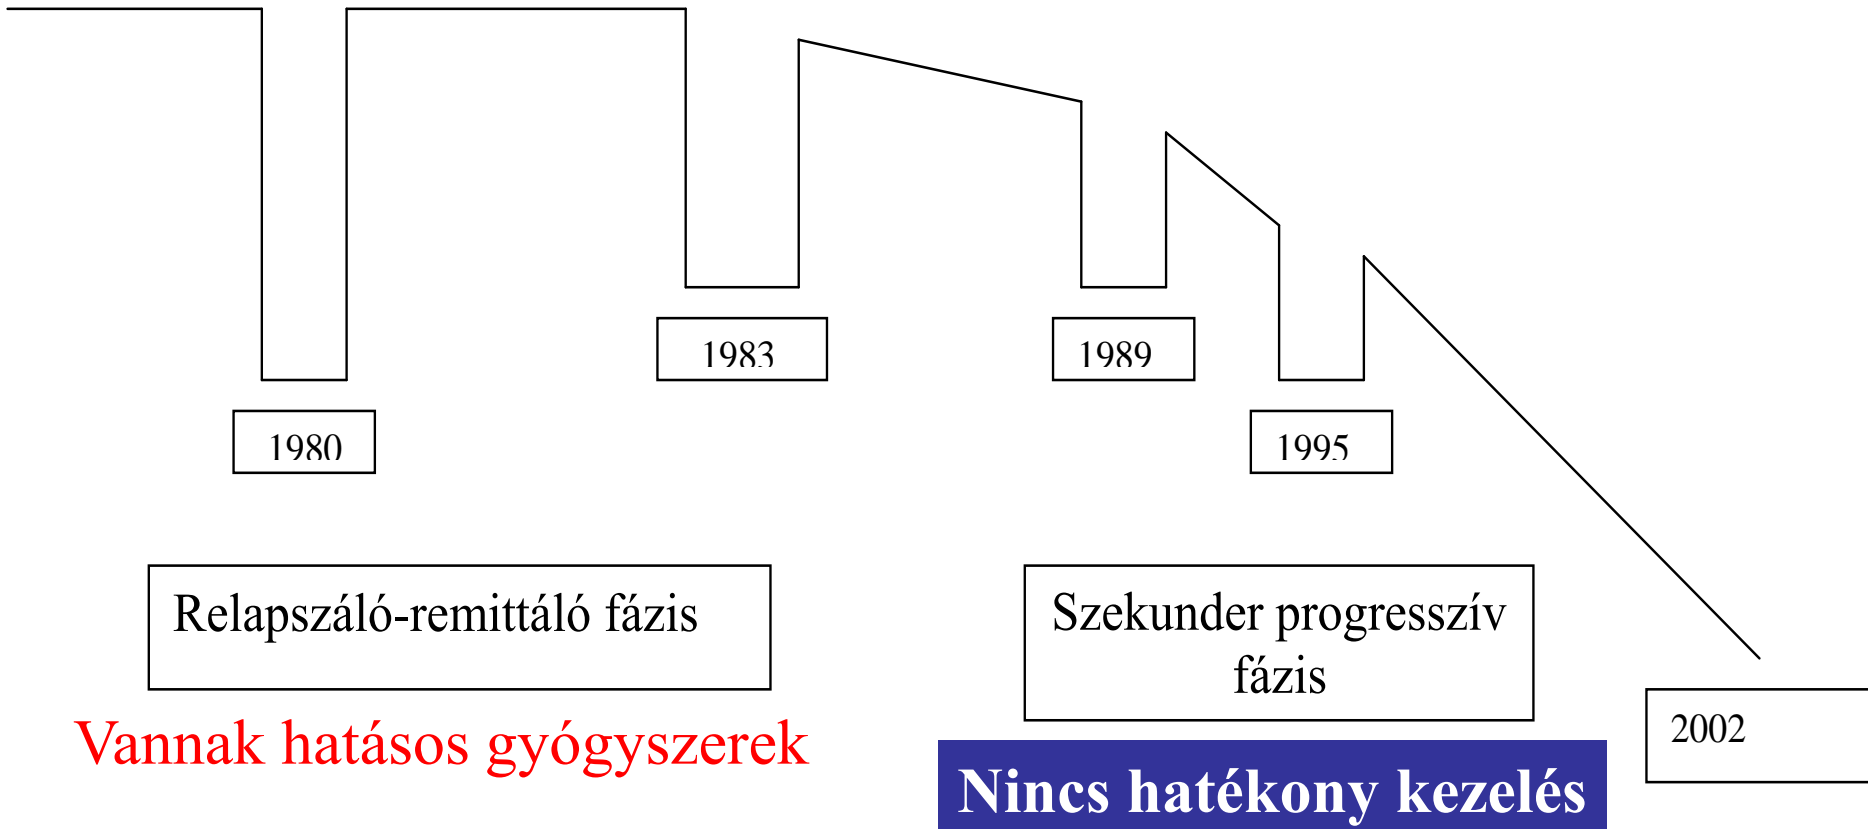 1983
1989
1980
1995
Relapszáló-remittáló fázis
Szekunder progresszív
fázis
Vannak hatásos gyógyszerek
2002
Nincs hatékony kezelés